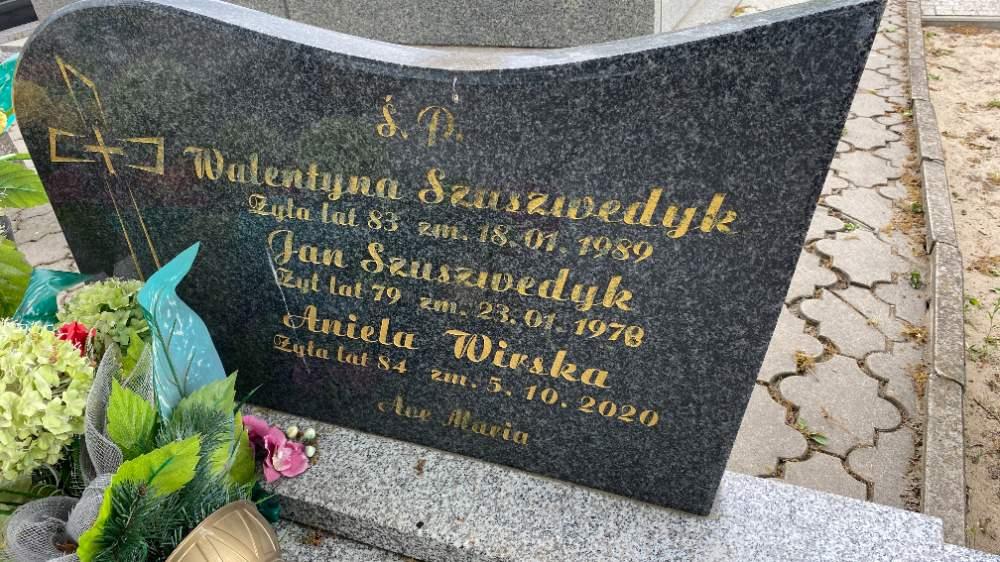 Ś. P.
Walentyna Szuszwedyk
Żyła lat 83 zm. 18. 01. 1989
Jan Szuszwedyk
Żył lat 79 zm. 23. 01. 1978
Aniela Wirska
Żyła lat 84 zm. 5. 10. 2020
Ave Maria